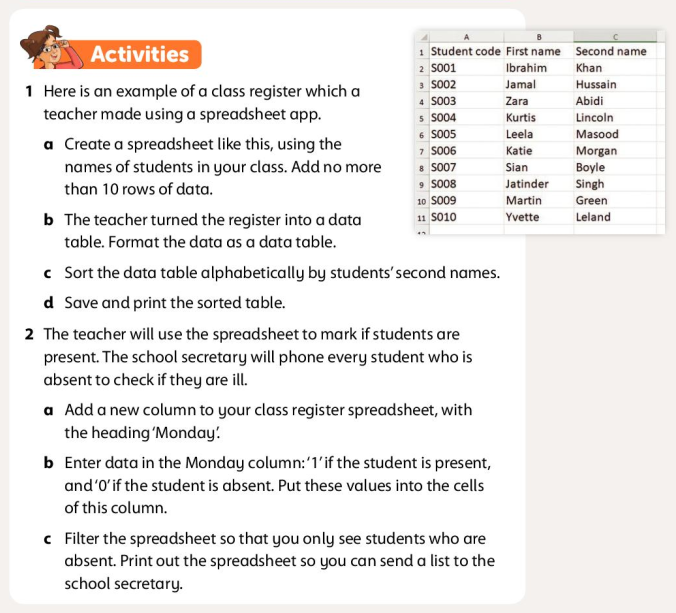 Activities
1 Here is an example of a class register which a
teacher made using a spreadsheet app.
a Create a spreadsheet like this, using the
names of students in your class. Add no more
than 10 rows of data.
b The teacher turned the register into a data
table. Format the data as a data table.
c Sort the data table alphabetically by students’ second names.
d Save and print the sorted table.
2 The teacher will use the spreadsheet to mark if students are
present. The school secretary will phone every student who is
absent to check if they are ill.
a Add a new column to your class register spreadsheet, with
the heading ‘Monday’.
b Enter data in the Monday column: ‘1’ if the student is present,
and ‘0’ if the student is absent. Put these values into the cells
of this column.
c Filter the spreadsheet so that you only see students who are
absent. Print out the spreadsheet so you can send a list to the
school secretary.
A B C
1 Student code First name Second name
2 S001 Ibrahim Khan
3 S002 Jamal Hussain
4 S003 Zara Abidi
5 S004 Kurtis Lincoln
6 S005 Leela Masood
7 S006 Katie Morgan
8 S007 Sian Boyle
9 S008 Jatinder Singh
10 S009 Martin Green
11 S010 Yvette Leland